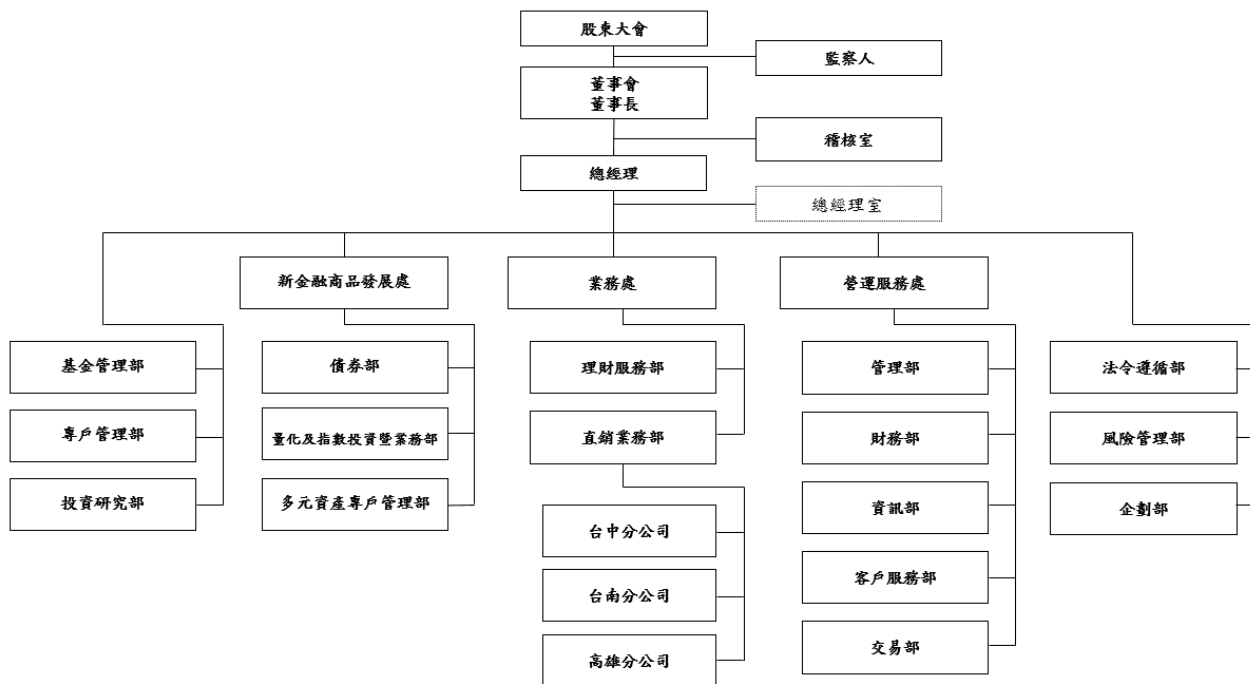 股東大會
監察人
董事會
董事長
稽核室
總經理
總經理室
新金融商品發展處
業務處
營運服務處
基金管理部
債券部
理財服務部
管理部
法令遵循部
專戶管理部
量化及指數投資暨業務部
直銷業務部
財務部
風險管理部
投資研究部
多元資產專戶管理部
資訊部
企劃部
台中分公司
台南分公司
客戶服務部
高雄分公司
交易部